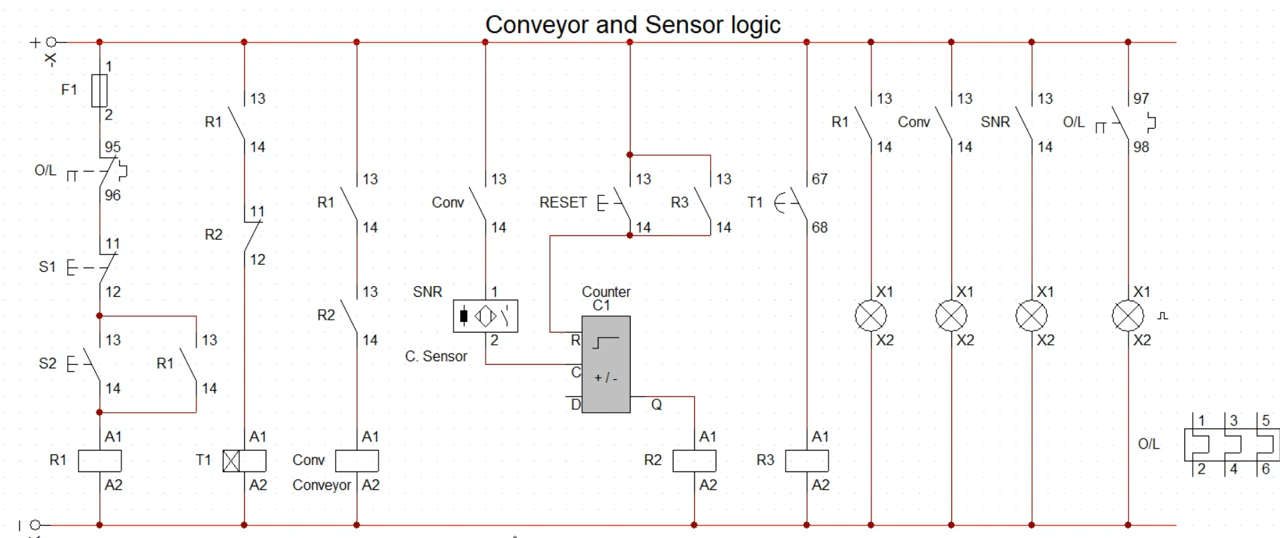 Conveyor and Sensor logic
+
-X
F1
1
2
O/L
95
96
S1
11
12
S2
13
14
R1
13
14
R1
A1
A2
R1
13
14
R2
11
12
T1
A1
A2
R1
13
14
R2
13
14
Conv
Conveyor
A1
A2
Conv
13
14
SNR
1
2
C. Sensor
RESET
13
14
R3
13
14
Counter
C1
R
C
D
+ / -
Q
R2
A1
A2
T1
67
68
R3
A1
A2
R1
13
14
X1
X2
Conv
13
14
X1
X2
SNR
13
14
X1
X2
O/L
97
98
X1
X2
O/L
1 3 5
2 4 6